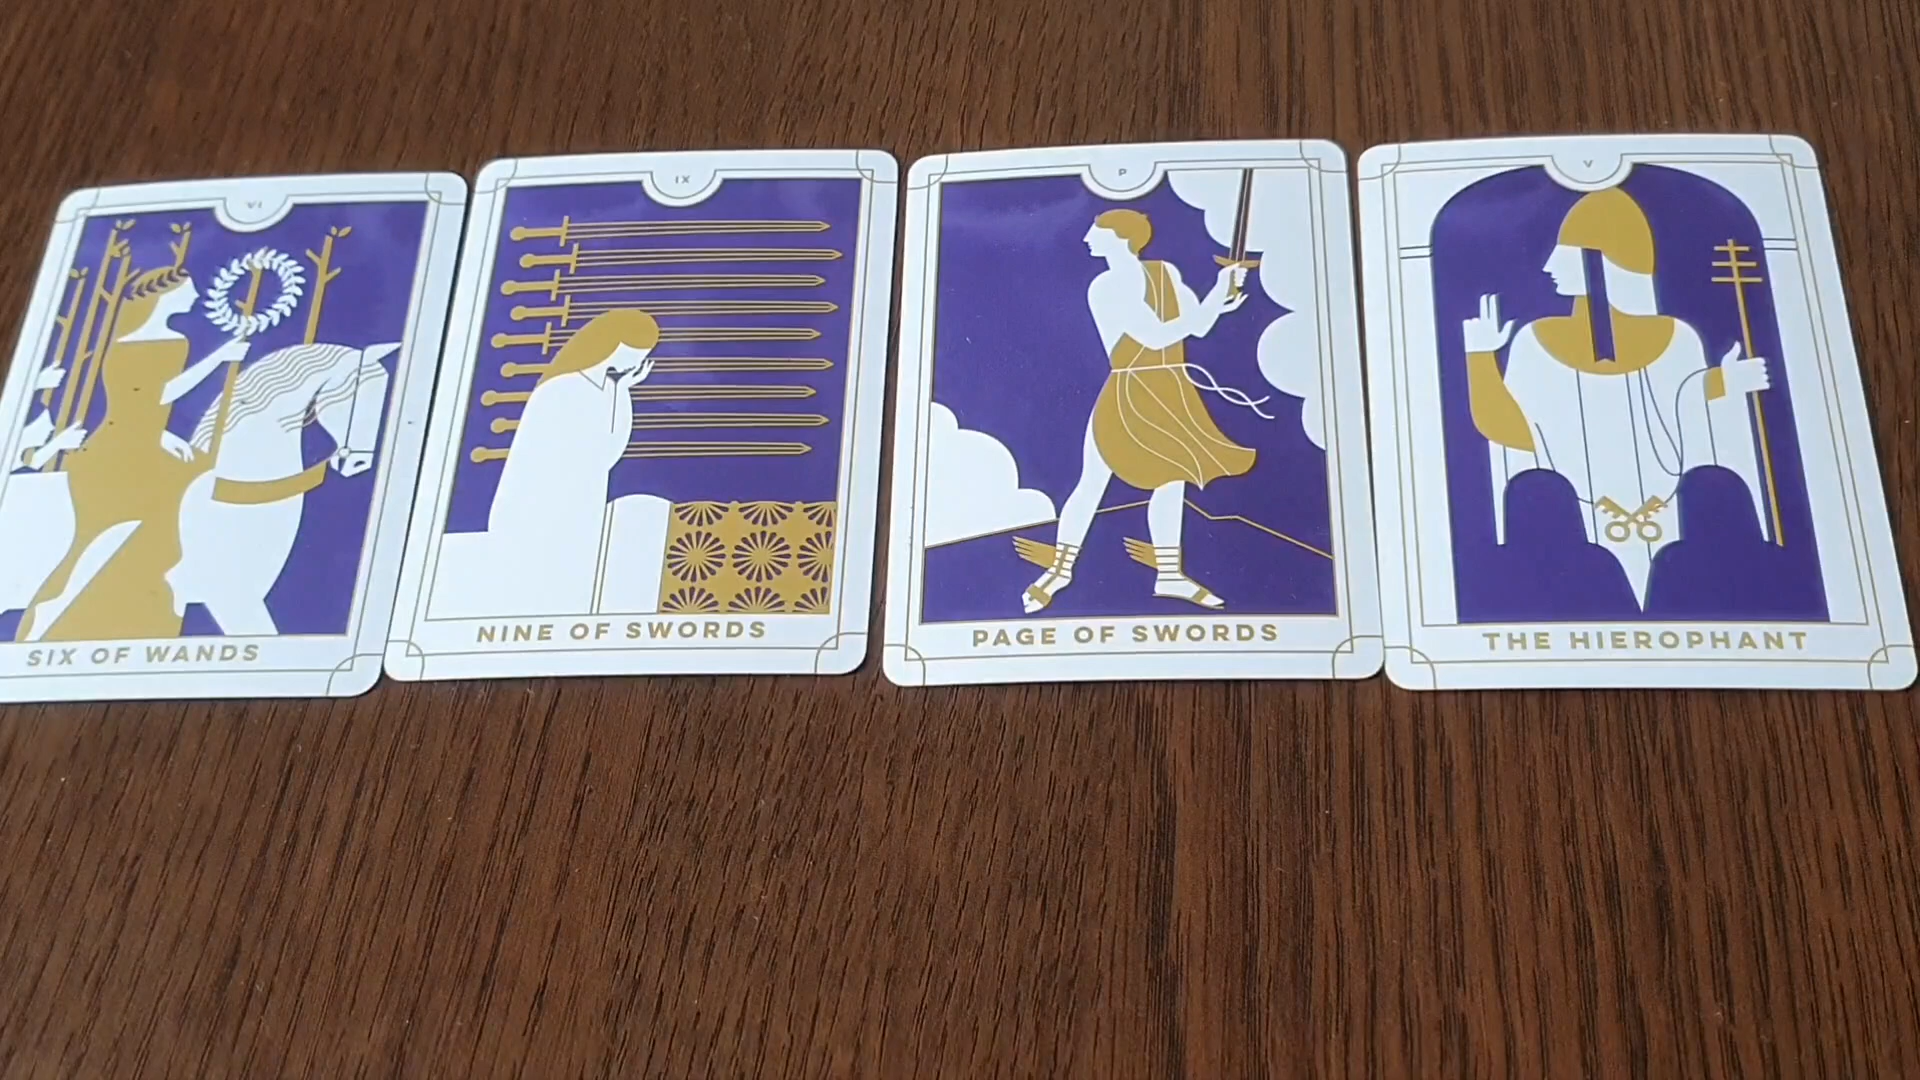 VI
SIX OF WANDS
IX
NINE OF SWORDS
P
PAGE OF SWORDS
V
THE HIEROPHANT